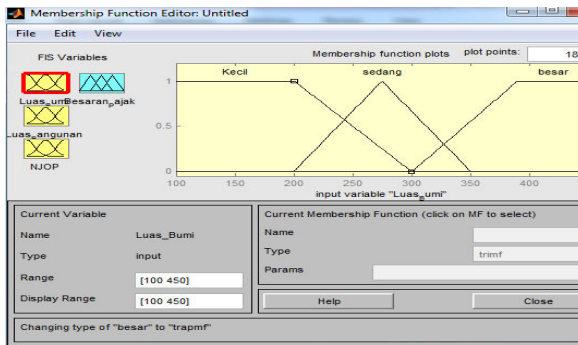 Membership Function Editor: Untitled
File Edit View
FIS Variables
Membership function plots
plot points:
18
Luas_umi
Besaran_pajak
Luas_angunan
NJOP
Kecil
sedang
besar
1
0.5
0
100 150 200 250 300 350 400 450
input variable "Luas_Bumi"
Current Variable
Name Luas_Bumi
Type input
Range [100 450]
Display Range [100 450]
Current Membership Function (click on MF to select)
Name
Type trimf
Params
Help
Close
Changing type of "besar" to "trapmf"